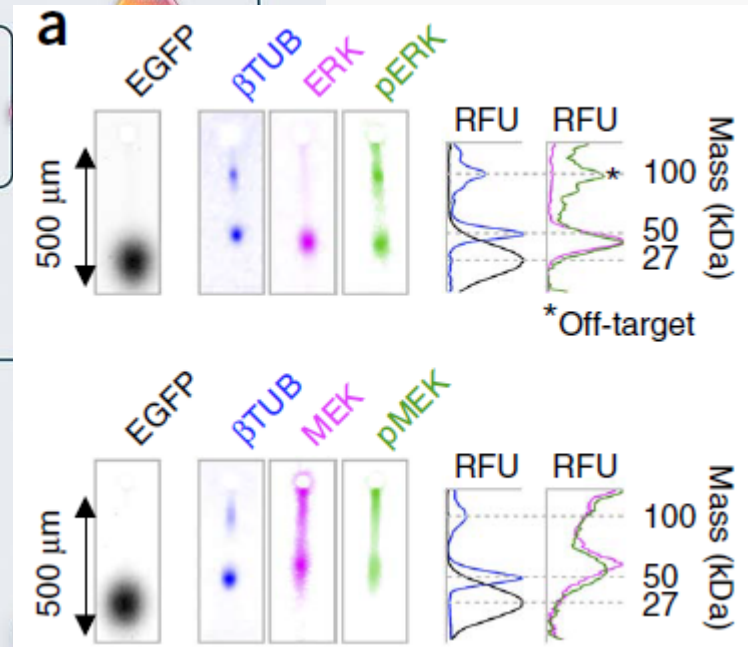 a
EGFP βTUB ERK pERK
500 μm
RFU RFU
Mass (kDa)
100
50
27
*
*Off-target
EGFP βTUB MEK pMEK
500 μm
RFU RFU
Mass (kDa)
100
50
27